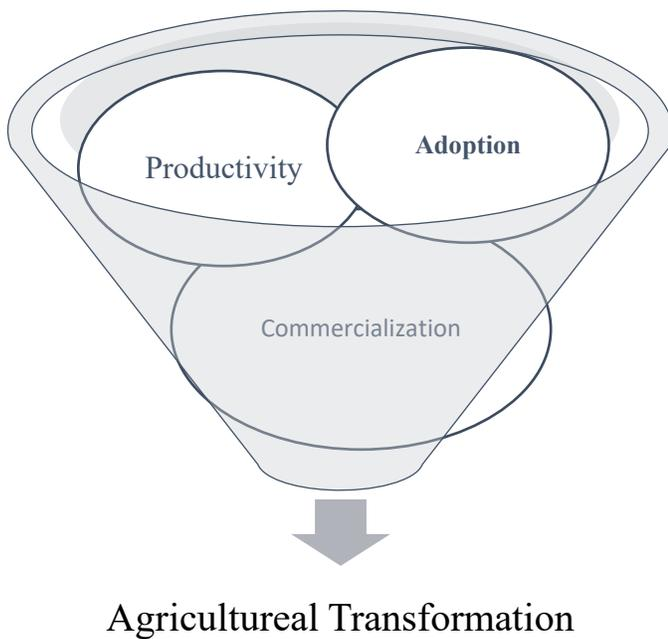 Productivity
Adoption
Commercialization
Agricultureal Transformation